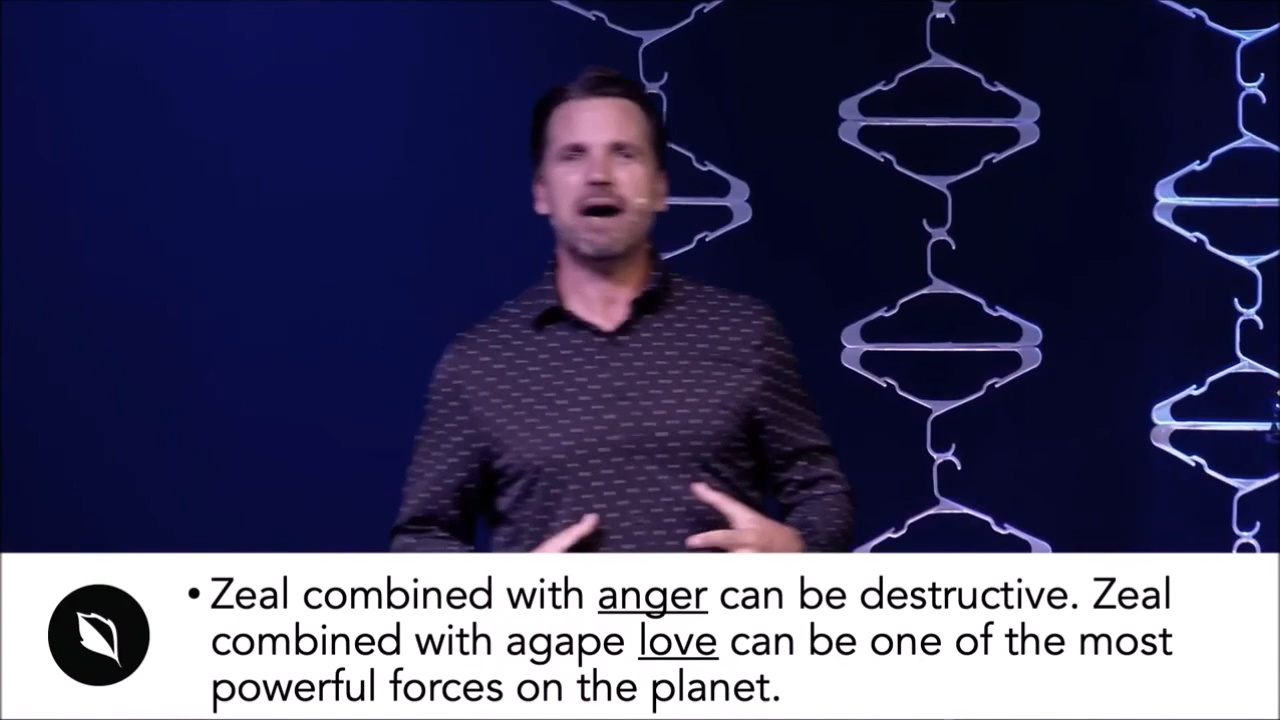 • Zeal combined with anger can be destructive. Zeal
combined with agape love can be one of the most
powerful forces on the planet.